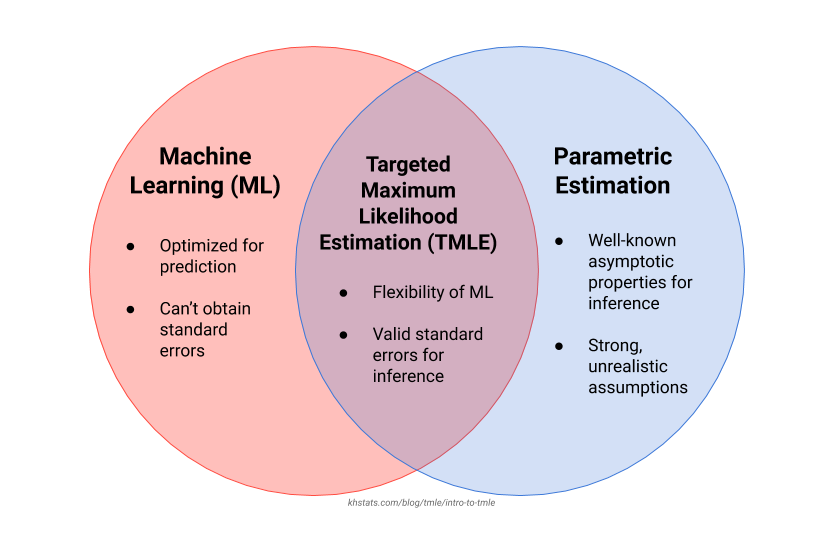 Machine
Learning (ML)
● Optimized for
prediction
● Can't obtain
standard
errors
Targeted
Maximum
Likelihood
Estimation (TMLE)
● Flexibility of ML
● Valid standard
errors for
inference
Parametric
Estimation
● Well-known
asymptotic
properties for
inference
● Strong,
unrealistic
assumptions
khstats.com/blog/tmle/intro-to-tmle